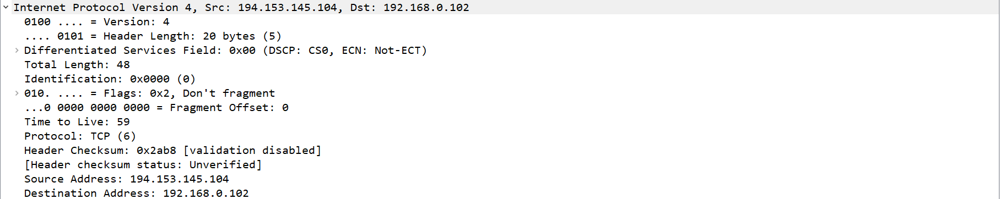 Internet Protocol Version 4, Src: 194.153.145.104, Dst: 192.168.0.102
0100 .... = Version: 4
.... 0101 = Header Length: 20 bytes (5)
Differentiated Services Field: 0x00 (DSCP: CS0, ECN: Not-ECT)
Total Length: 48
Identification: 0x0000 (0)
010. .... = Flags: 0x2, Don't fragment
...0 0000 0000 0000 = Fragment Offset: 0
Time to Live: 59
Protocol: TCP (6)
Header Checksum: 0x2ab8 [validation disabled]
[Header checksum status: Unverified]
Source Address: 194.153.145.104
Destination Address: 192.168.0.102